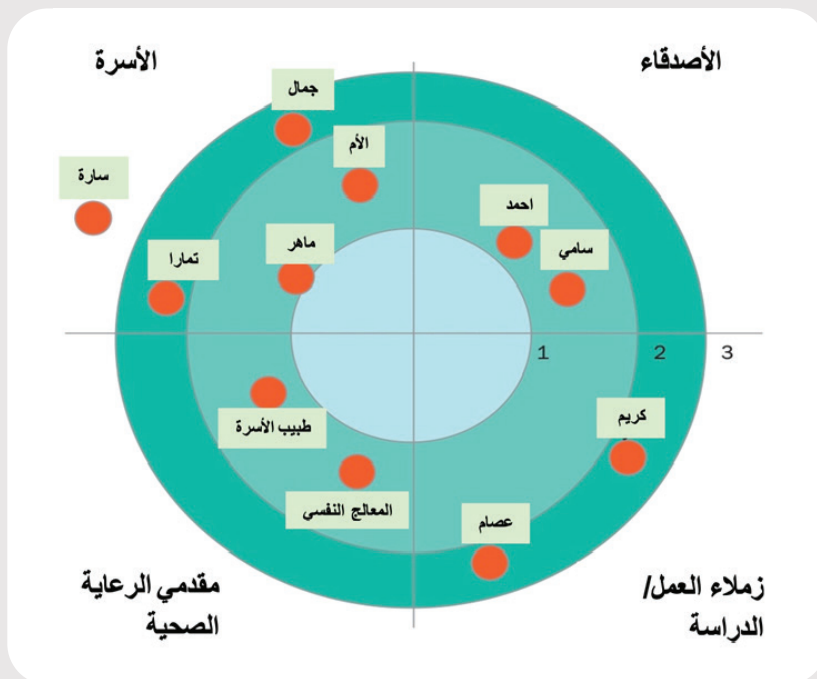 الأصدقاء
الأسرة
جمال
الأم
سارة
احمد
ماهر
سامي
تمارا
1
2
3
كريم
طبيب الأسرة
المعالج النفسي
عصام
زملاء العمل/
الدراسة
مقدمي الرعاية
الصحية